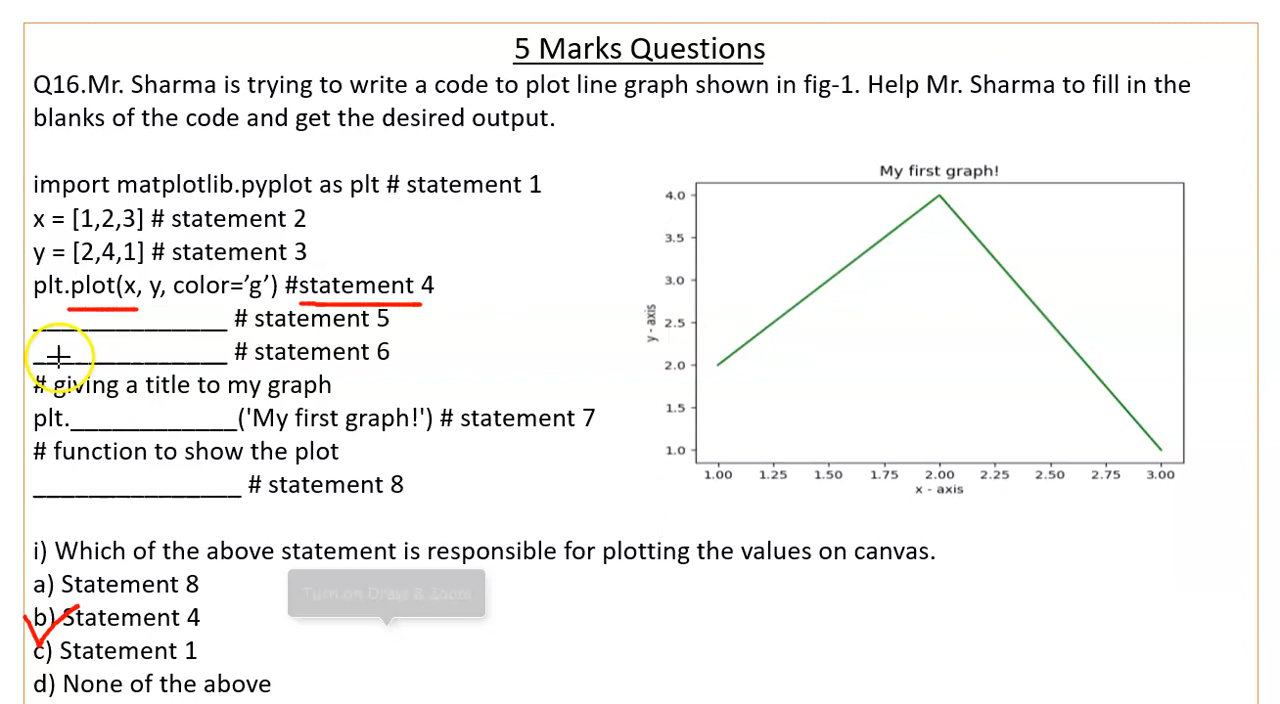 5 Marks Questions
Q16.Mr. Sharma is trying to write a code to plot line graph shown in fig-1. Help Mr. Sharma to fill in the
blanks of the code and get the desired output.
import matplotlib.pyplot as plt # statement 1
x = [1,2,3] # statement 2
y = [2,4,1] # statement 3
plt.plot(x, y, color=’g’) #statement 4
______________ # statement 5
______________ # statement 6
# giving a title to my graph
plt.____________('My first graph!') # statement 7
# function to show the plot
_______________ # statement 8
My first graph!
4.0
3.5
3.0
2.5
2.0
1.5
1.0
y - axis
1.00 1.25 1.50 1.75 2.00 2.25 2.50 2.75 3.00
x - axis
i) Which of the above statement is responsible for plotting the values on canvas.
a) Statement 8
Turn on Draw & Zoom
b) Statement 4
c) Statement 1
d) None of the above